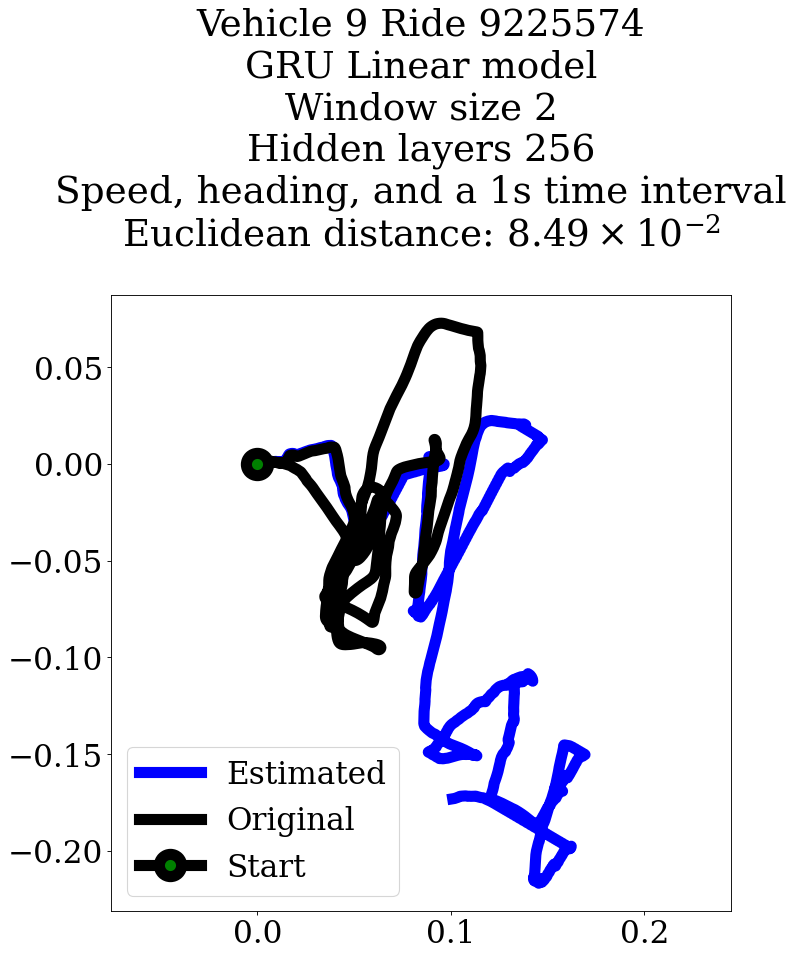 Vehicle 9 Ride 9225574
GRU Linear model
Window size 2
Hidden layers 256
Speed, heading, and a 1s time interval
Euclidean distance: 8.49 × 10⁻²
0.05
0.00
−0.05
−0.10
−0.15
−0.20
Estimated
Original
Start
0.0
0.1
0.2